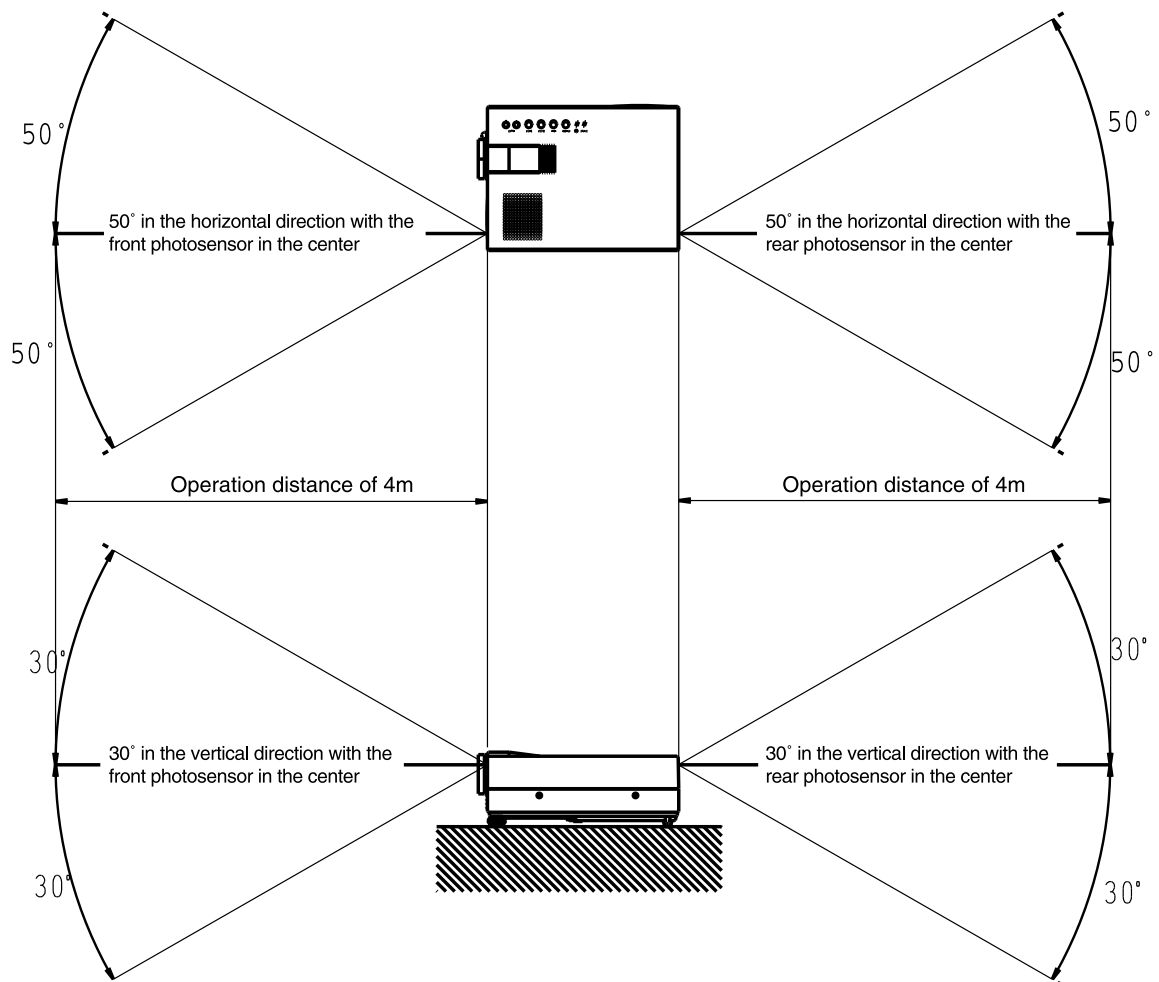 50°
50°
50° in the horizontal direction with the
front photosensor in the center
50° in the horizontal direction with the
rear photosensor in the center
50°
50°
Operation distance of 4m
Operation distance of 4m
30°
30°
30° in the vertical direction with the
front photosensor in the center
30° in the vertical direction with the
rear photosensor in the center
30°
30°